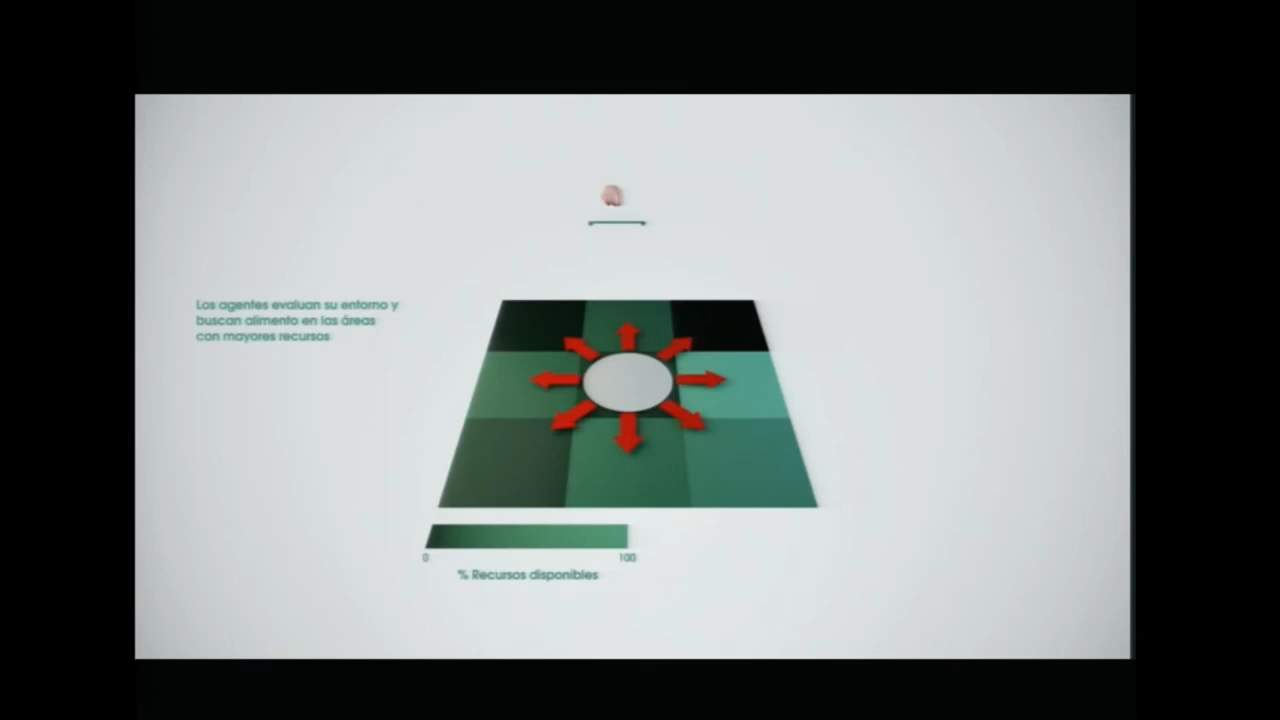 Los agentes evaluan su entorno y
buscan alimento en las áreas
con mayores recursos
0 100
% Recursos disponibles